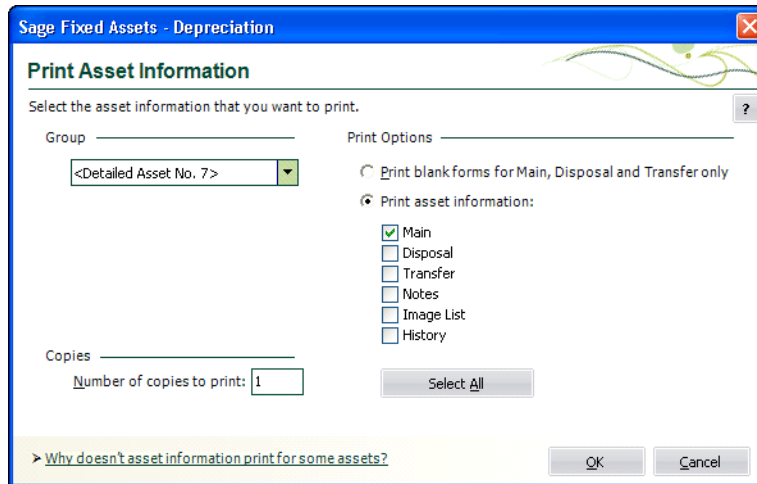 Sage Fixed Assets - Depreciation
Print Asset Information
Select the asset information that you want to print.
?
Group
<Detailed Asset No. 7>
Print Options
Print blank forms for Main, Disposal and Transfer only
Print asset information:
Main
Disposal
Transfer
Notes
Image List
History
Select All
Copies
Number of copies to print: 1
➤ Why doesn't asset information print for some assets?
OK
Cancel